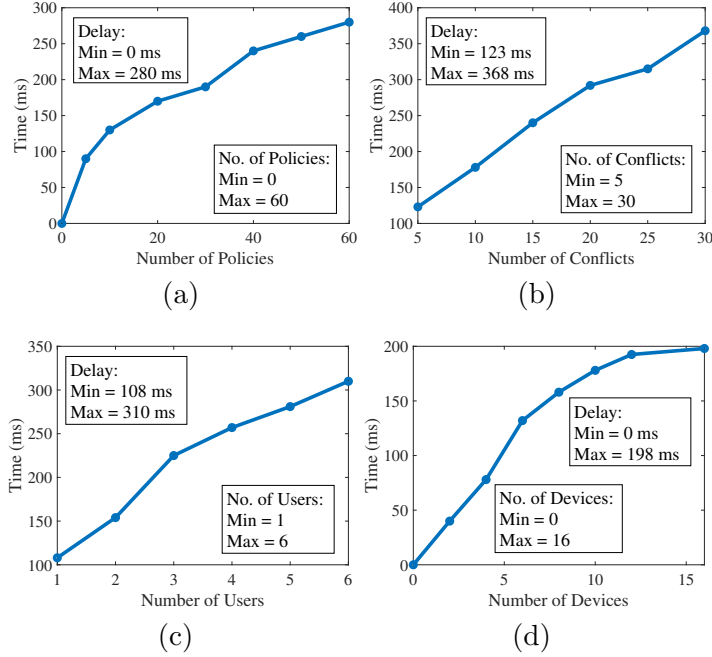 300
250
200
150
100
50
0
Time (ms)
Delay:
Min = 0 ms
Max = 280 ms
No. of Policies:
Min = 0
Max = 60
0 20 40 60
Number of Policies
(a)
400
350
300
250
200
150
100
Time (ms)
Delay:
Min = 123 ms
Max = 368 ms
No. of Conflicts:
Min = 5
Max = 30
5 10 15 20 25 30
Number of Conflicts
(b)
350
300
250
200
150
100
Time (ms)
Delay:
Min = 108 ms
Max = 310 ms
No. of Users:
Min = 1
Max = 6
1 2 3 4 5 6
Number of Users
(c)
200
150
100
50
0
Time (ms)
Delay:
Min = 0 ms
Max = 198 ms
No. of Devices:
Min = 0
Max = 16
0 5 10 15
Number of Devices
(d)